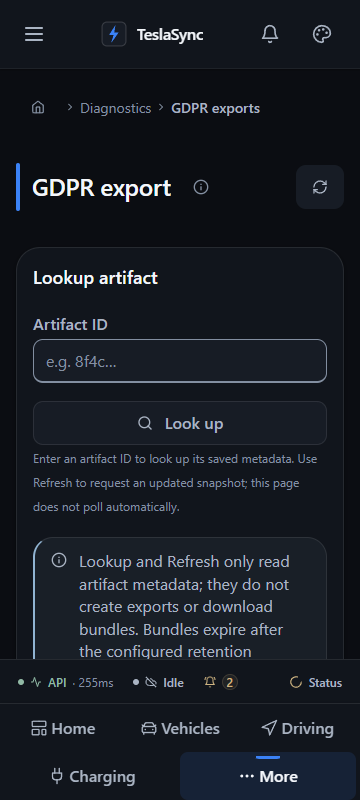 TeslaSync
Diagnostics GDPR exports
GDPR export
Lookup artifact
Artifact ID
e.g. 8f4c...
Look up
Enter an artifact ID to look up its saved metadata. Use
Refresh to request an updated snapshot; this page
does not poll automatically.
Lookup and Refresh only read
artifact metadata; they do not
create exports or download
bundles. Bundles expire after
the configured retention
API · 255ms Idle 2 Status
Home Vehicles Driving
Charging More